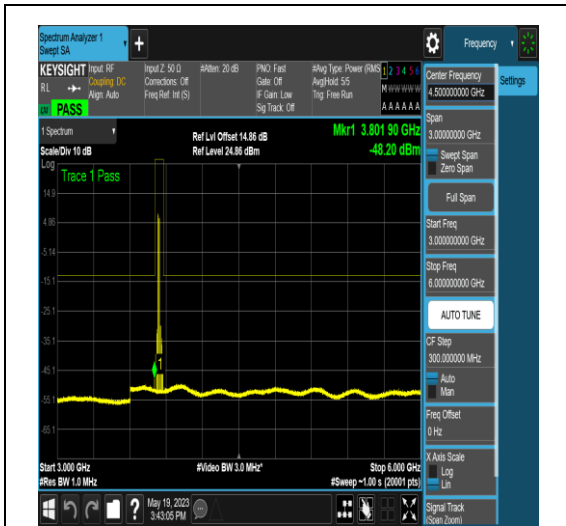 Spectrum Analyzer 1
Swept SA
+
Frequency
KEYSIGHT
RL
PASS
Input: RF
Coupling: DC
Align: Auto
Input Z: 50 Ω
Corrections: Off
Freq Ref: Int (S)
#Atten: 20 dB
PNO: Fast
Gate: Off
IF Gain: Low
Sig Track: Off
#Avg Type: Power (RMS
Avg|Hold: 5/5
Trig: Free Run
1 2 3 4 5 6
M W W W W W
A A A A A A
Center Frequency
4.500000000 GHz
Settings
Span
3.00000000 GHz
Swept Span
Zero Span
Full Span
Start Freq
3.000000000 GHz
Stop Freq
6.000000000 GHz
AUTO TUNE
CF Step
300.000000 MHz
Auto
Man
Freq Offset
0 Hz
X Axis Scale
Log
Lin
Signal Track
(Span Zoom)
1 Spectrum
Scale/Div 10 dB
Ref Lvl Offset 14.86 dB
Ref Level 24.86 dBm
Mkr1 3.801 90 GHz
-48.20 dBm
Log
Trace 1 Pass
14.9
4.86
-5.14
-15.1
-25.1
-35.1
-45.1
-55.1
-65.1
1
Start 3.000 GHz
#Res BW 1.0 MHz
#Video BW 3.0 MHz*
Stop 6.000 GHz
#Sweep ~1.00 s (20001 pts)
?
May 19, 2023
3:43:05 PM